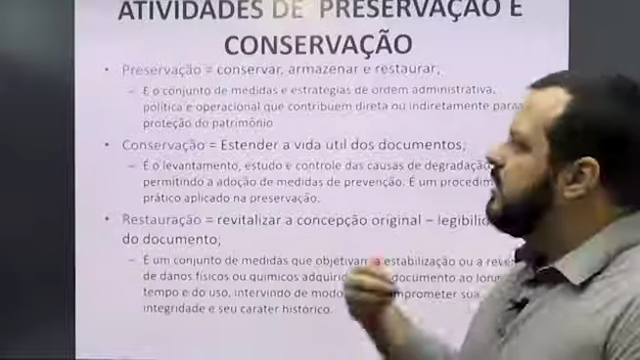 ATIVIDADES DE PRESERVAÇÃO E
CONSERVAÇÃO
• Preservação = conservar, armazenar e restaurar;
– É o conjunto de medidas e estratégias de ordem administrativa,
política e operacional que contribuem direta ou indiretamente para
proteção do patrimônio
• Conservação = Estender a vida útil dos documentos;
– É o levantamento, estudo e controle das causas de degradação
permitindo a adoção de medidas de prevenção. É um procedim
prático aplicado na preservação.
• Restauração = revitalizar a concepção original – legibili
do documento;
– É um conjunto de medidas que objetivam a estabilização ou a reve
de danos físicos ou químicos adquiri documento ao lon
tempo e do uso, intervindo de modo mprometer sua
integridade e seu caráter histórico.